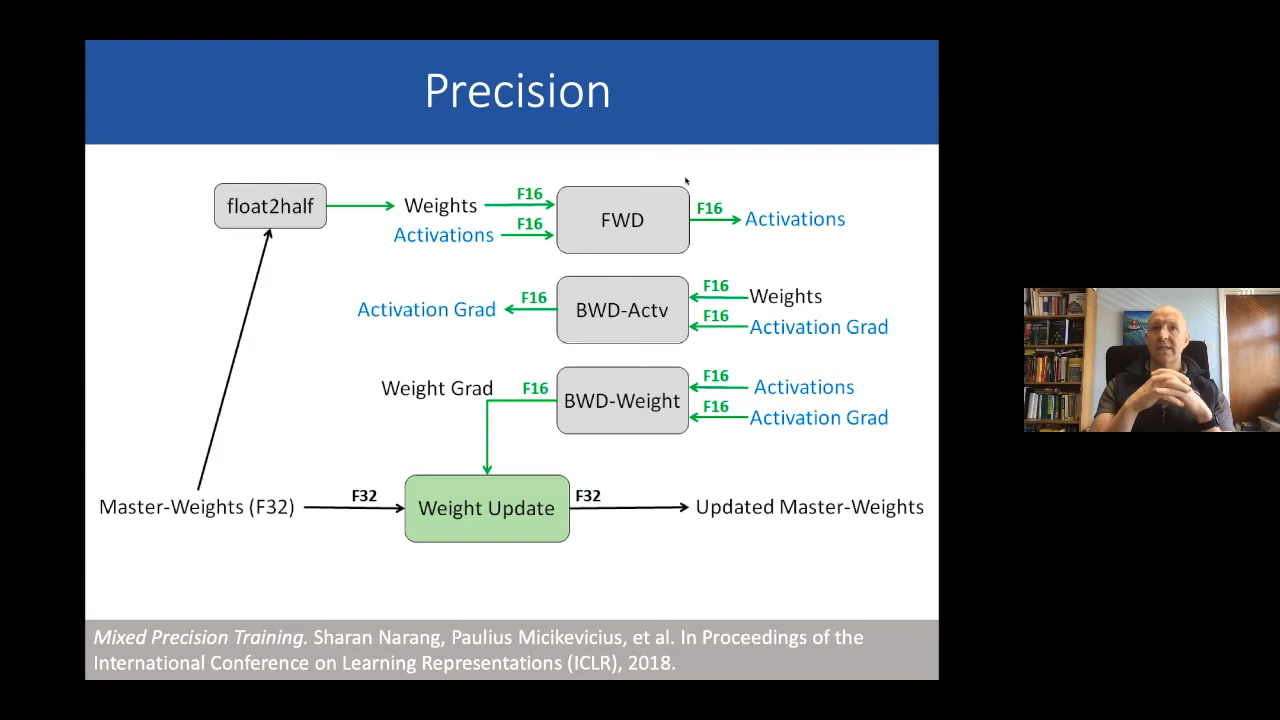 Precision
float2half
Weights
F16
FWD
F16
Activations
Activations
F16
Activation Grad
F16
BWD-Actv
F16
Weights
F16
Activation Grad
Weight Grad
F16
BWD-Weight
F16
Activations
F16
Activation Grad
Master-Weights (F32)
F32
Weight Update
F32
Updated Master-Weights
Mixed Precision Training. Sharan Narang, Paulius Micikevicius, et al. In Proceedings of the
International Conference on Learning Representations (ICLR), 2018.